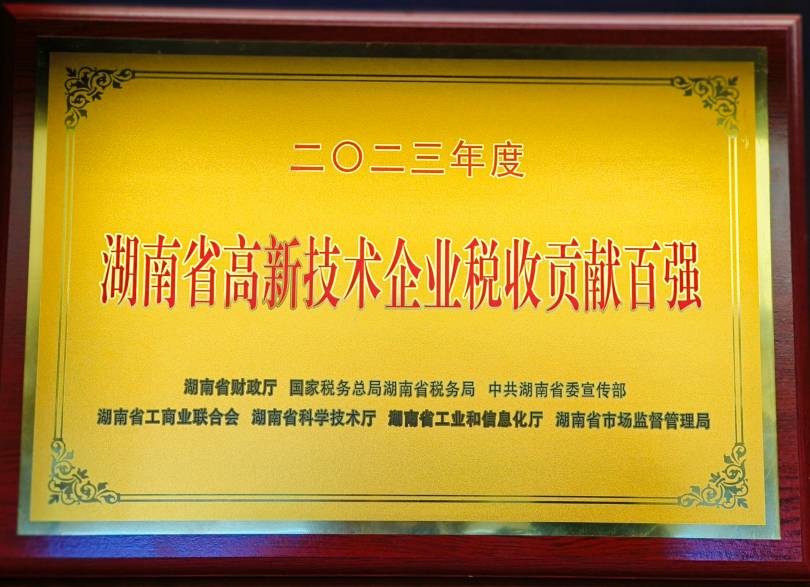 二〇二三年度
湖南省高新技术企业税收贡献百强
湖南省财政厅 国家税务总局湖南省税务局 中共湖南省委宣传部
湖南省工商业联合会 湖南省科学技术厅 湖南省工业和信息化厅 湖南省市场监督管理局